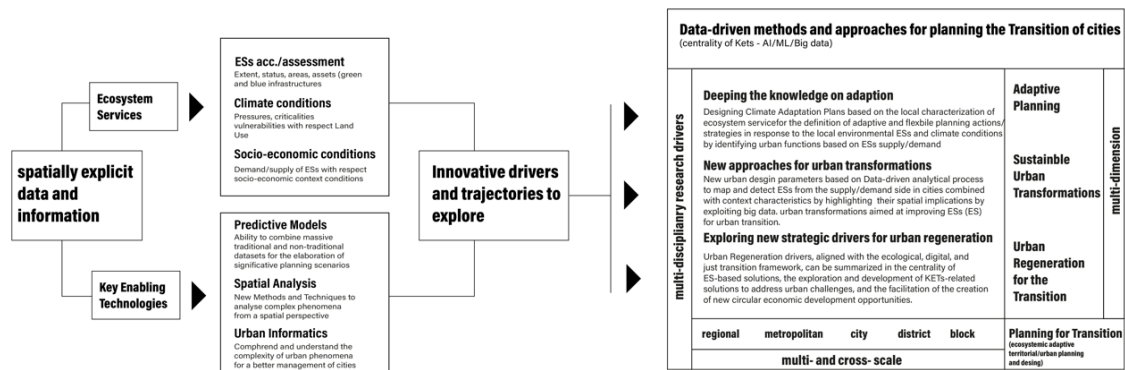 spatially explicit
data and
information
Ecosystem
Services
Key Enabling
Technologies
ESs acc./assessment
Extent, status, areas, assets (green
and blue infrastructures
Climate conditions
Pressures, criticalities
vulnerabilities with respect Land
Use
Socio-economic conditions
Demand/supply of ESs with respect
socio-economic context conditions
Predictive Models
Ability to combine massive
traditional and non-traditional
datasets for the elaboration of
significative planning scenarios
Spatial Analysis
New Methods and Techniques to
analyse complex phenomena
from a spatial perspective
Urban Informatics
Comphrend and understand the
complexity of urban phenomena
for a better management of cities
Innovative drivers
and trajectories to
explore
Data-driven methods and approaches for planning the Transition of cities
(centrality of Kets - AI/ML/Big data)
multi-disciplianry research drivers
Deeping the knowledge on adaption
Designing Climate Adaptation Plans based on the local characterization of
ecosystem servicefor the definition of adaptive and flexbile planning actions/
strategies in response to the local environmental ESs and climate conditions
by identifying urban functions based on ESs supply/demand
New approaches for urban transformations
New urban desgin parameters based on Data-driven analytical process
to map and detect ESs from the supply/demand side in cities combined
with context characteristics by highlighting their spatial implications by
exploiting big data. urban transformations aimed at improving ESs (ES)
for urban transition.
Exploring new strategic drivers for urban regeneration
Urban Regeneration drivers, aligned with the ecological, digital, and
just transition framework, can be summarized in the centrality of
ES-based solutions, the exploration and development of KETs-related
solutions to address urban challenges, and the facilitation of the creation
of new circular economic development opportunities.
Adaptive
Planning
Sustainble
Urban
Transformations
Urban
Regeneration
for the
Transition
multi-dimension
regional metropolitan city district block
multi- and cross- scale
Planning for Transition
(ecosystemic adaptive
territorial/urban planning
and desing)